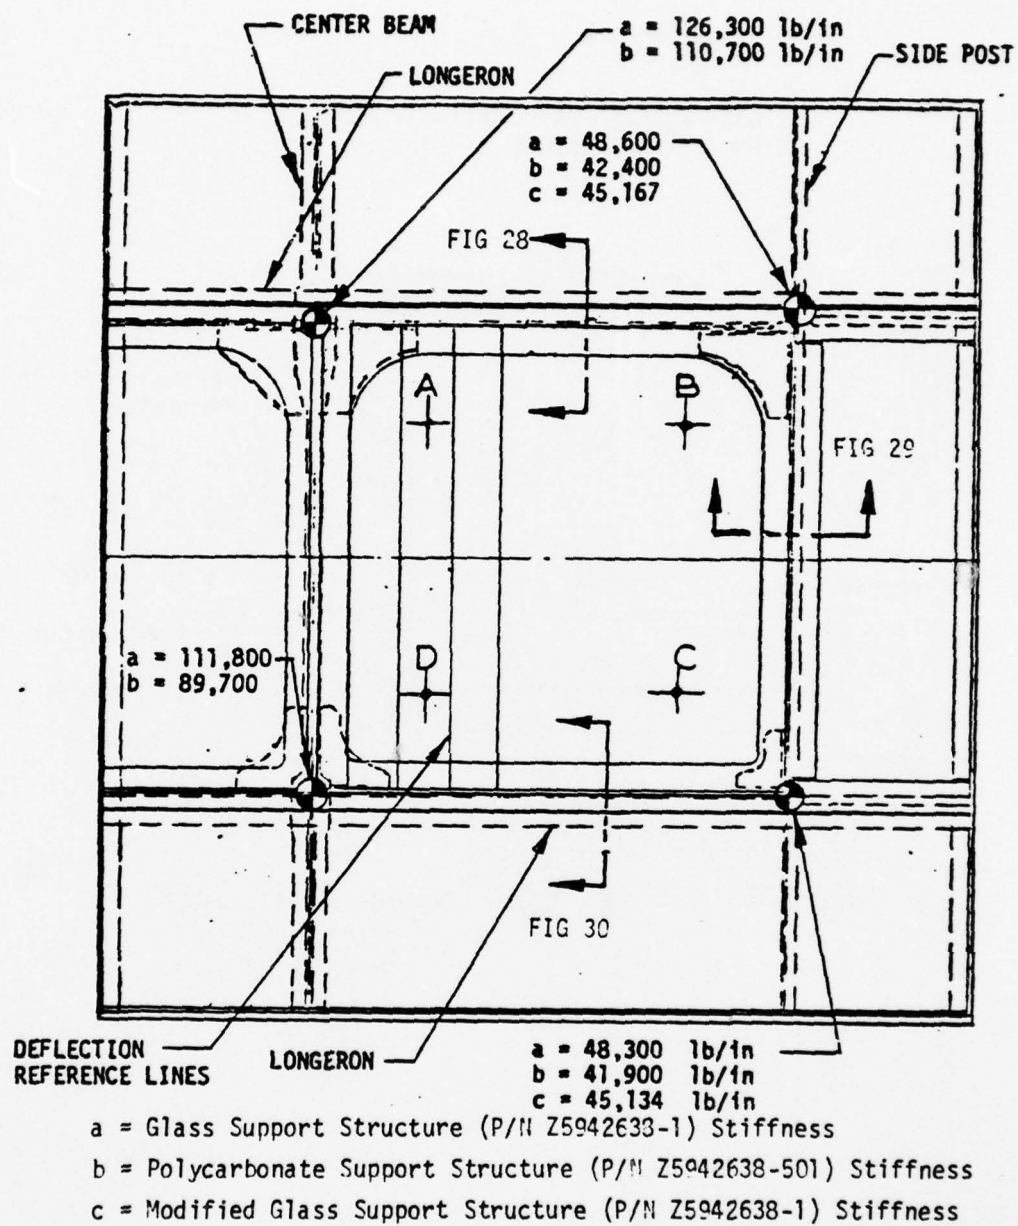 CENTER BEAM
a = 126,300 lb/in
b = 110,700 lb/in
SIDE POST
LONGERON
a = 48,600
b = 42,400
c = 45,167
FIG 28
A
B
FIG 29
a = 111,800
b = 89,700
D
C
FIG 30
DEFLECTION
REFERENCE LINES
LONGERON
a = 48,300 lb/in
b = 41,900 lb/in
c = 45,134 lb/in
a = Glass Support Structure (P/N Z5942638-1) Stiffness
b = Polycarbonate Support Structure (P/N Z5942638-501) Stiffness
c = Modified Glass Support Structure (P/N Z5942638-1) Stiffness